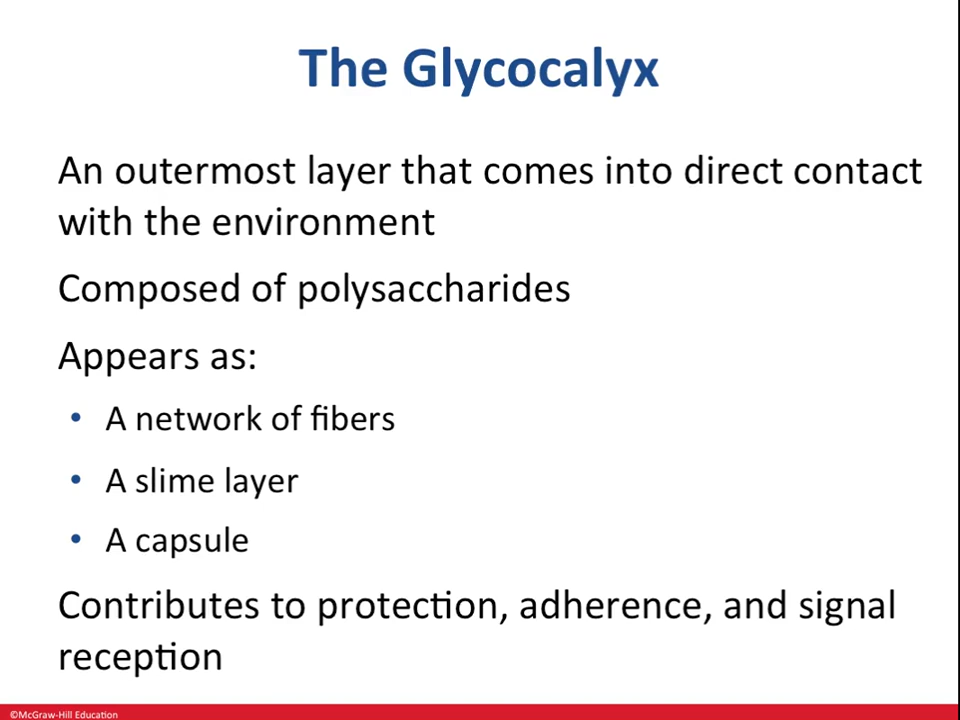 The Glycocalyx
An outermost layer that comes into direct contact
with the environment
Composed of polysaccharides
Appears as:
• A network of fibers
• A slime layer
• A capsule
Contributes to protection, adherence, and signal
reception
©McGraw-Hill Education